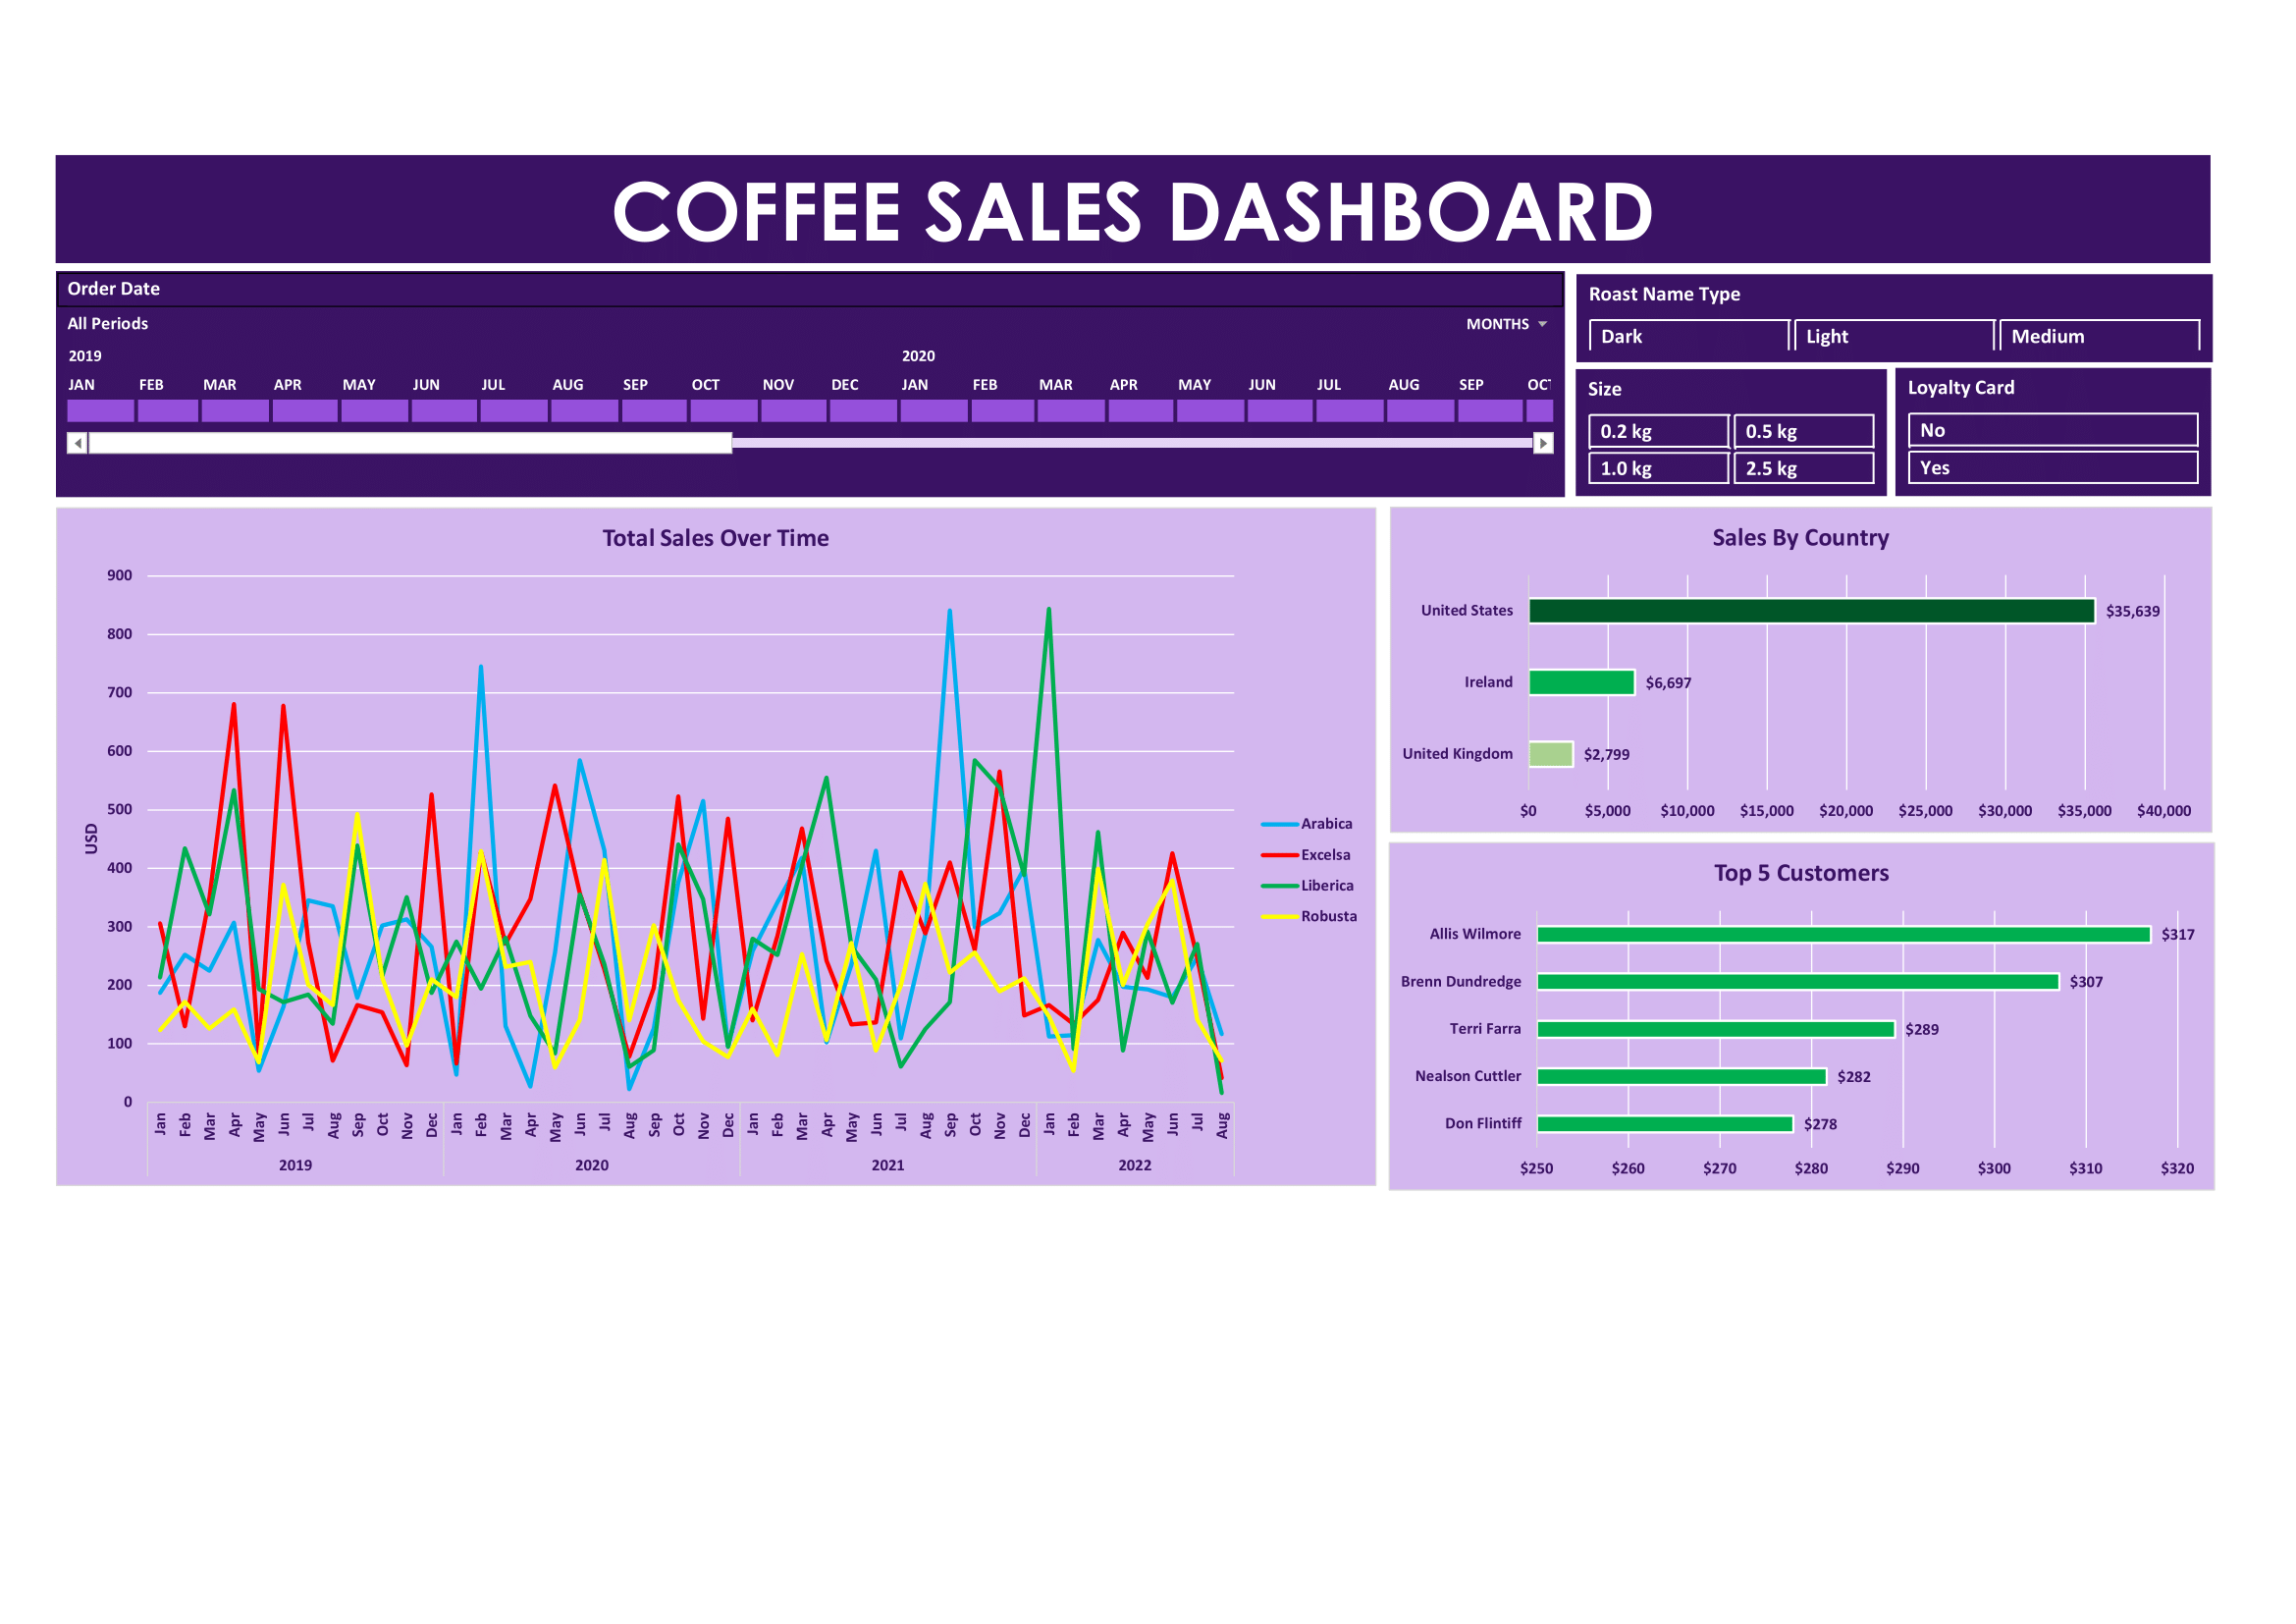 COFFEE SALES DASHBOARD
Order Date
All Periods
MONTHS
2019 2020
JAN FEB MAR APR MAY JUN JUL AUG SEP OCT NOV DEC JAN FEB MAR APR MAY JUN JUL AUG SEP OCT
Roast Name Type
Dark Light Medium
Size
0.2 kg 0.5 kg
1.0 kg 2.5 kg
Loyalty Card
No
Yes
Total Sales Over Time
900
800
700
600
500
400
300
200
100
0
USD
Jan Feb Mar Apr May Jun Jul Aug Sep Oct Nov Dec Jan Feb Mar Apr May Jun Jul Aug Sep Oct Nov Dec Jan Feb Mar Apr May Jun Jul Aug Sep Oct Nov Dec Jan Feb Mar Apr May Jun Jul Aug
2019 2020 2021 2022
Arabica
Excelsa
Liberica
Robusta
Sales By Country
United States $35,639
Ireland $6,697
United Kingdom $2,799
$0 $5,000 $10,000 $15,000 $20,000 $25,000 $30,000 $35,000 $40,000
Top 5 Customers
Allis Wilmore $317
Brenn Dundredge $307
Terri Farra $289
Nealson Cuttler $282
Don Flintiff $278
$250 $260 $270 $280 $290 $300 $310 $320